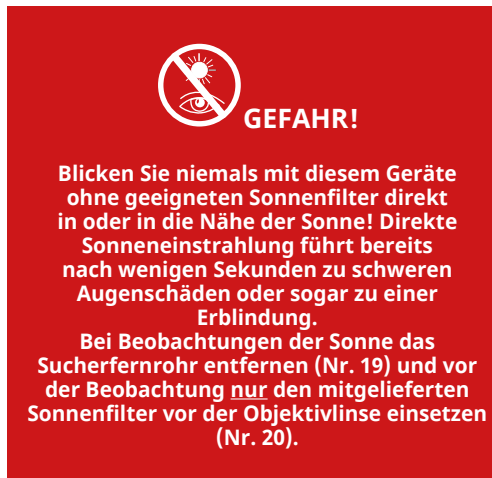 GEFAHR!
Blicken Sie niemals mit diesem Geräte
ohne geeigneten Sonnenfilter direkt
in oder in die Nähe der Sonne! Direkte
Sonneneinstrahlung führt bereits
nach wenigen Sekunden zu schweren
Augenschäden oder sogar zu einer
Erblindung.
Bei Beobachtungen der Sonne das
Sucherfernrohr entfernen (Nr. 19) und vor
der Beobachtung nur den mitgelieferten
Sonnenfilter vor der Objektivlinse einsetzen
(Nr. 20).